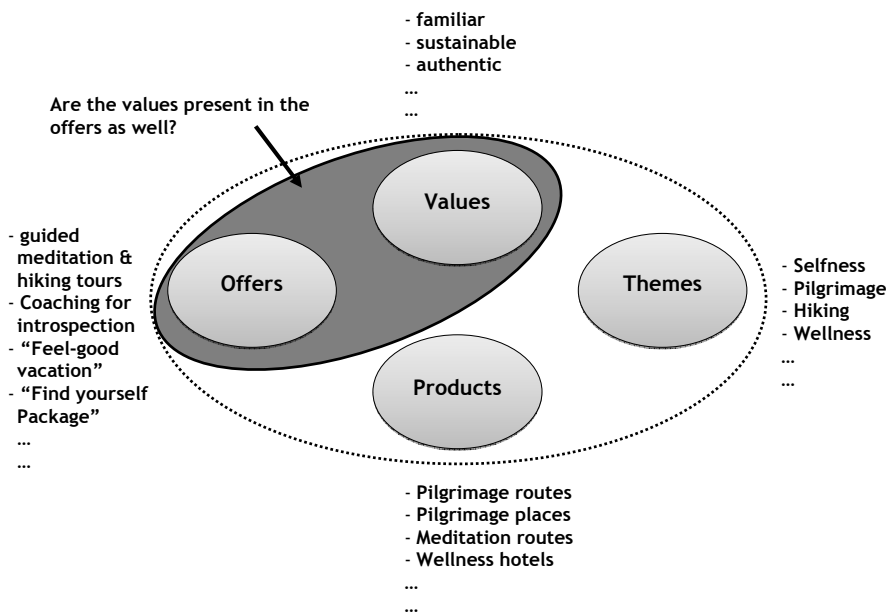 - familiar
- sustainable
- authentic
...
...
Are the values present in the
offers as well?
Values
Offers
Themes
Products
- guided
meditation &
hiking tours
- Coaching for
introspection
- “Feel-good
vacation”
- “Find yourself
Package”
...
...
- Selfness
- Pilgrimage
- Hiking
- Wellness
...
...
- Pilgrimage routes
- Pilgrimage places
- Meditation routes
- Wellness hotels
...
...